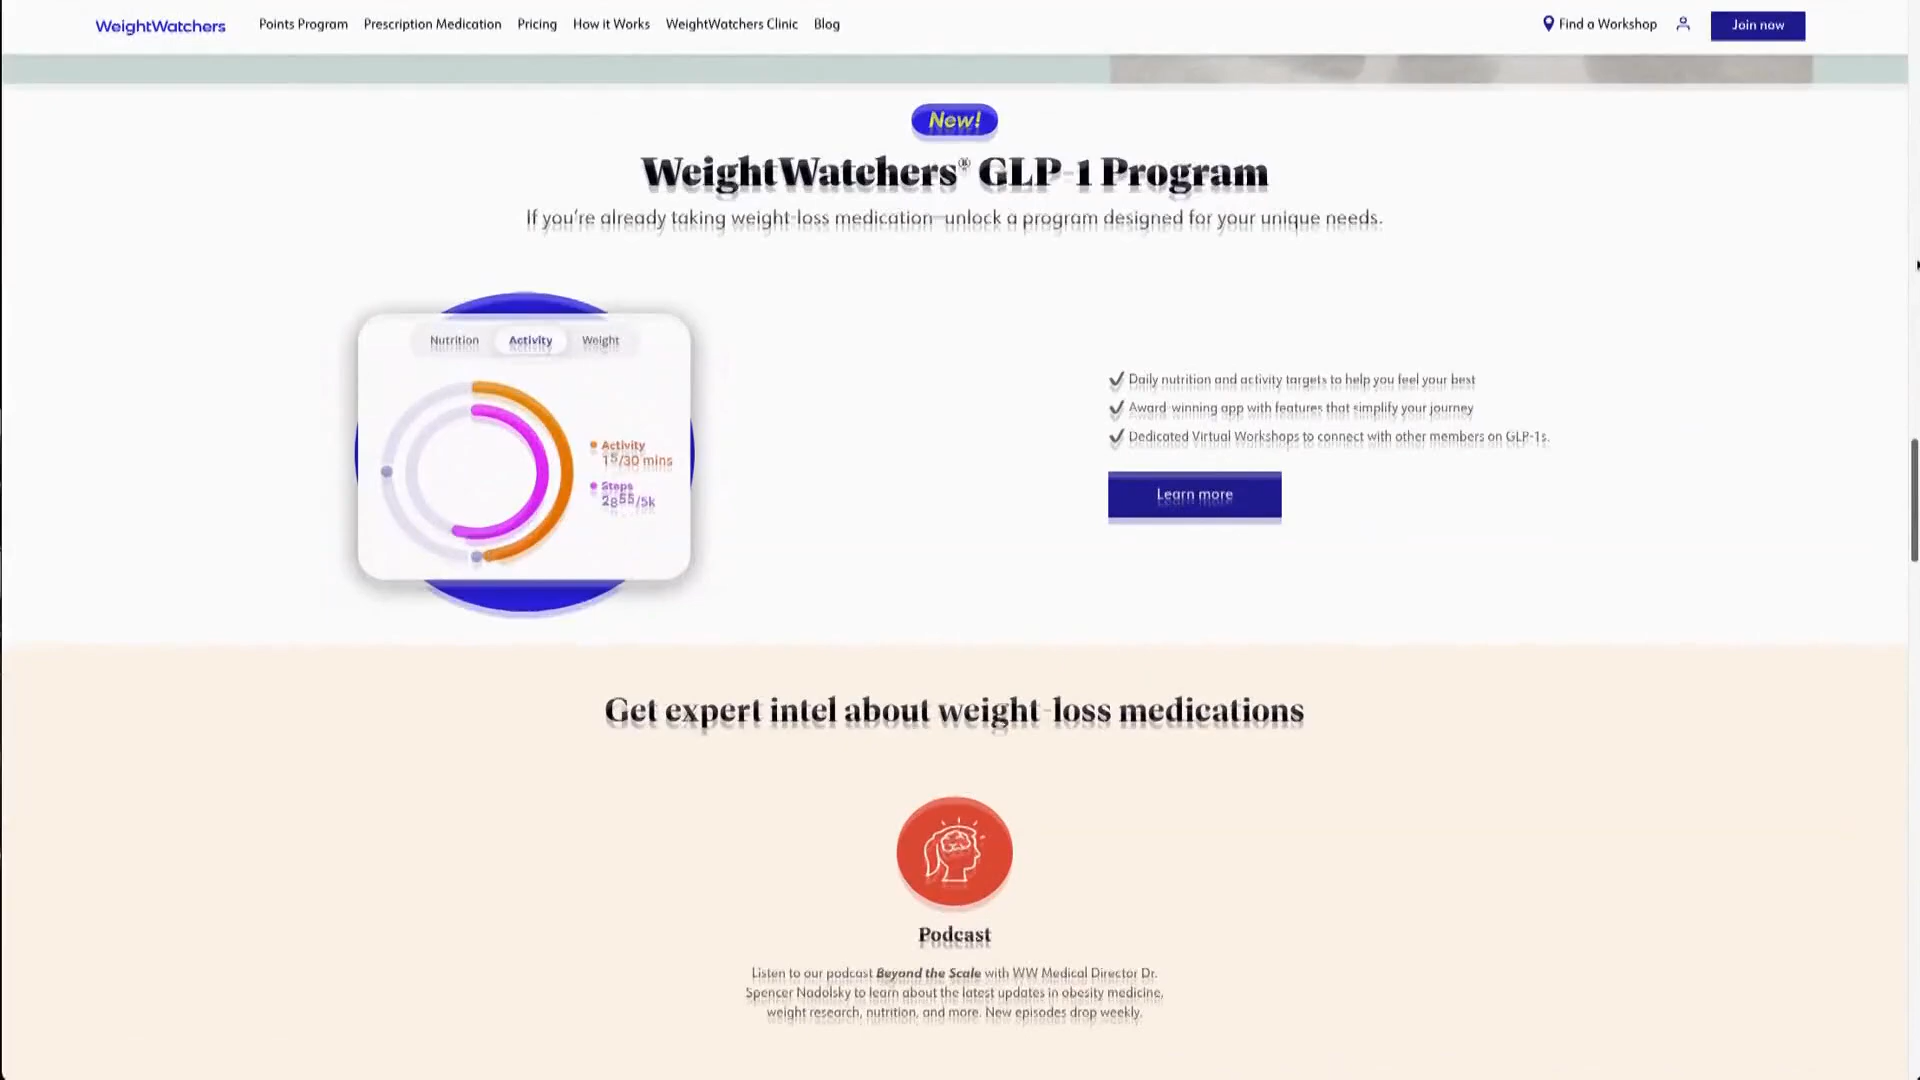 WeightWatchers Points Program Prescription Medication Pricing How it Works WeightWatchers Clinic Blog Find a Workshop Join now
New!
WeightWatchers® GLP-1 Program
If you're already taking weight-loss medication—unlock a program designed for your unique needs.
Nutrition Activity Weight
Activity
15/30 mins
Steps
2855/5k
Daily nutrition and activity targets to help you feel your best
Award-winning app with features that simplify your journey
Dedicated Virtual Workshops to connect with other members on GLP-1s.
Learn more
Get expert intel about weight-loss medications
Podcast
Listen to our podcast Beyond the Scale with WW Medical Director Dr.
Spencer Nadolsky to learn about the latest updates in obesity medicine,
weight research, nutrition, and more. New episodes drop weekly.